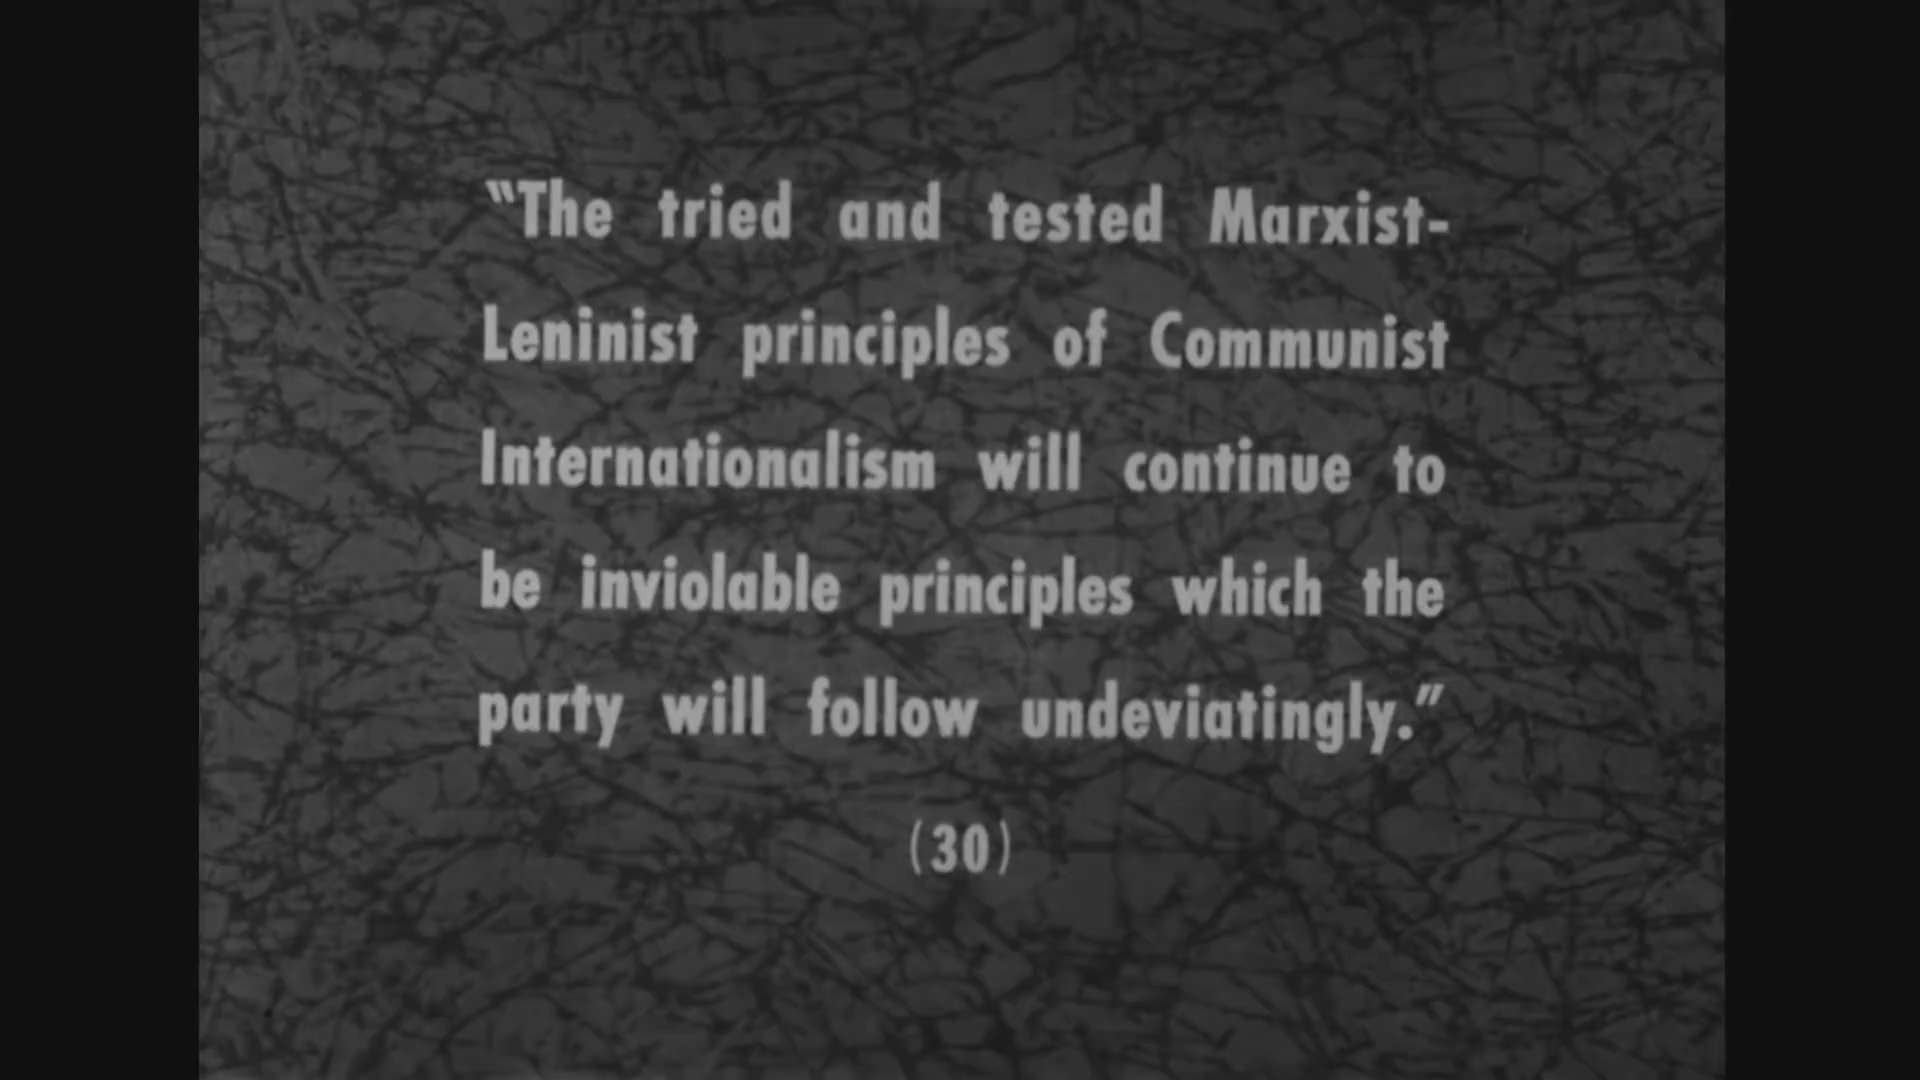 "The tried and tested Marxist-
Leninist principles of Communist
Internationalism will continue to
be inviolable principles which the
party will follow undeviatingly."
(30)